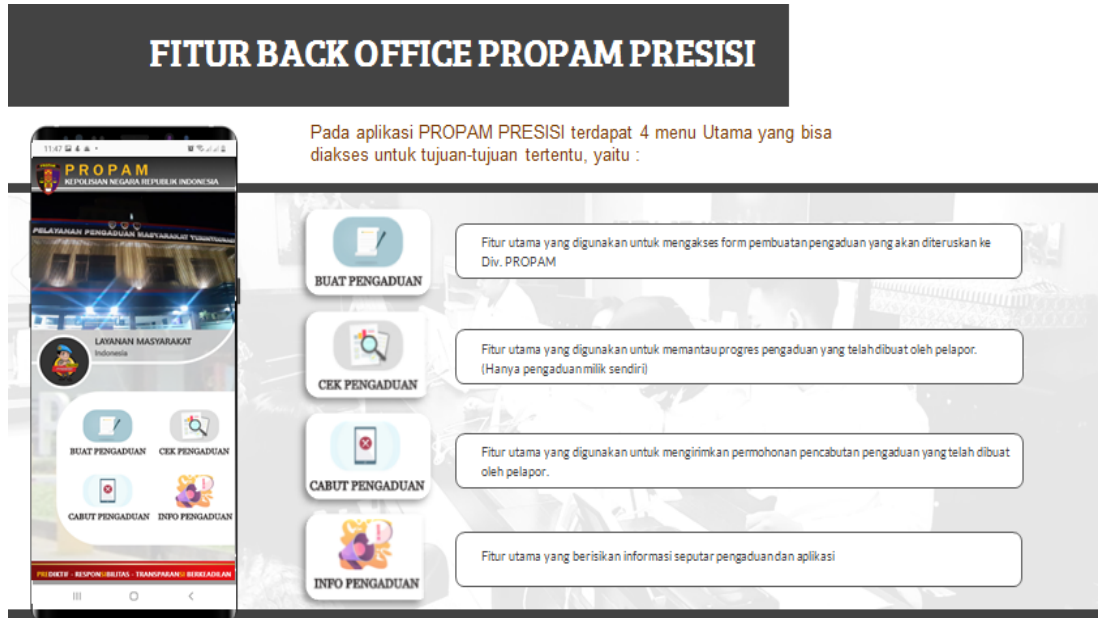 FITUR BACK OFFICE PROPAM PRESISI
Pada aplikasi PROPAM PRESISI terdapat 4 menu Utama yang bisa
diakses untuk tujuan-tujuan tertentu, yaitu :
11.47
PROPAM
KEPOLISIAN NEGARA REPUBLIK INDONESIA
PELAYANAN PENGADUAN MASYARAKAT
LAYANAN MASYARAKAT
Indonesia
BUAT PENGADUAN
CEK PENGADUAN
CABUT PENGADUAN
INFO PENGADUAN
PREDIKTIF - RESPONSIBILITAS - TRANSPARANSI BERKEADILAN
BUAT PENGADUAN
Fitur utama yang digunakan untuk mengakses form pembuatan pengaduan yang akan diteruskan ke
Div. PROPAM
CEK PENGADUAN
Fitur utama yang digunakan untuk memantau progres pengaduan yang telah dibuat oleh pelapor.
(Hanya pengaduan milik sendiri)
CABUT PENGADUAN
Fitur utama yang digunakan untuk mengirimkan permohonan pencabutan pengaduan yang telah dibuat
oleh pelapor.
INFO PENGADUAN
Fitur utama yang berisikan informasi seputar pengaduan dan aplikasi